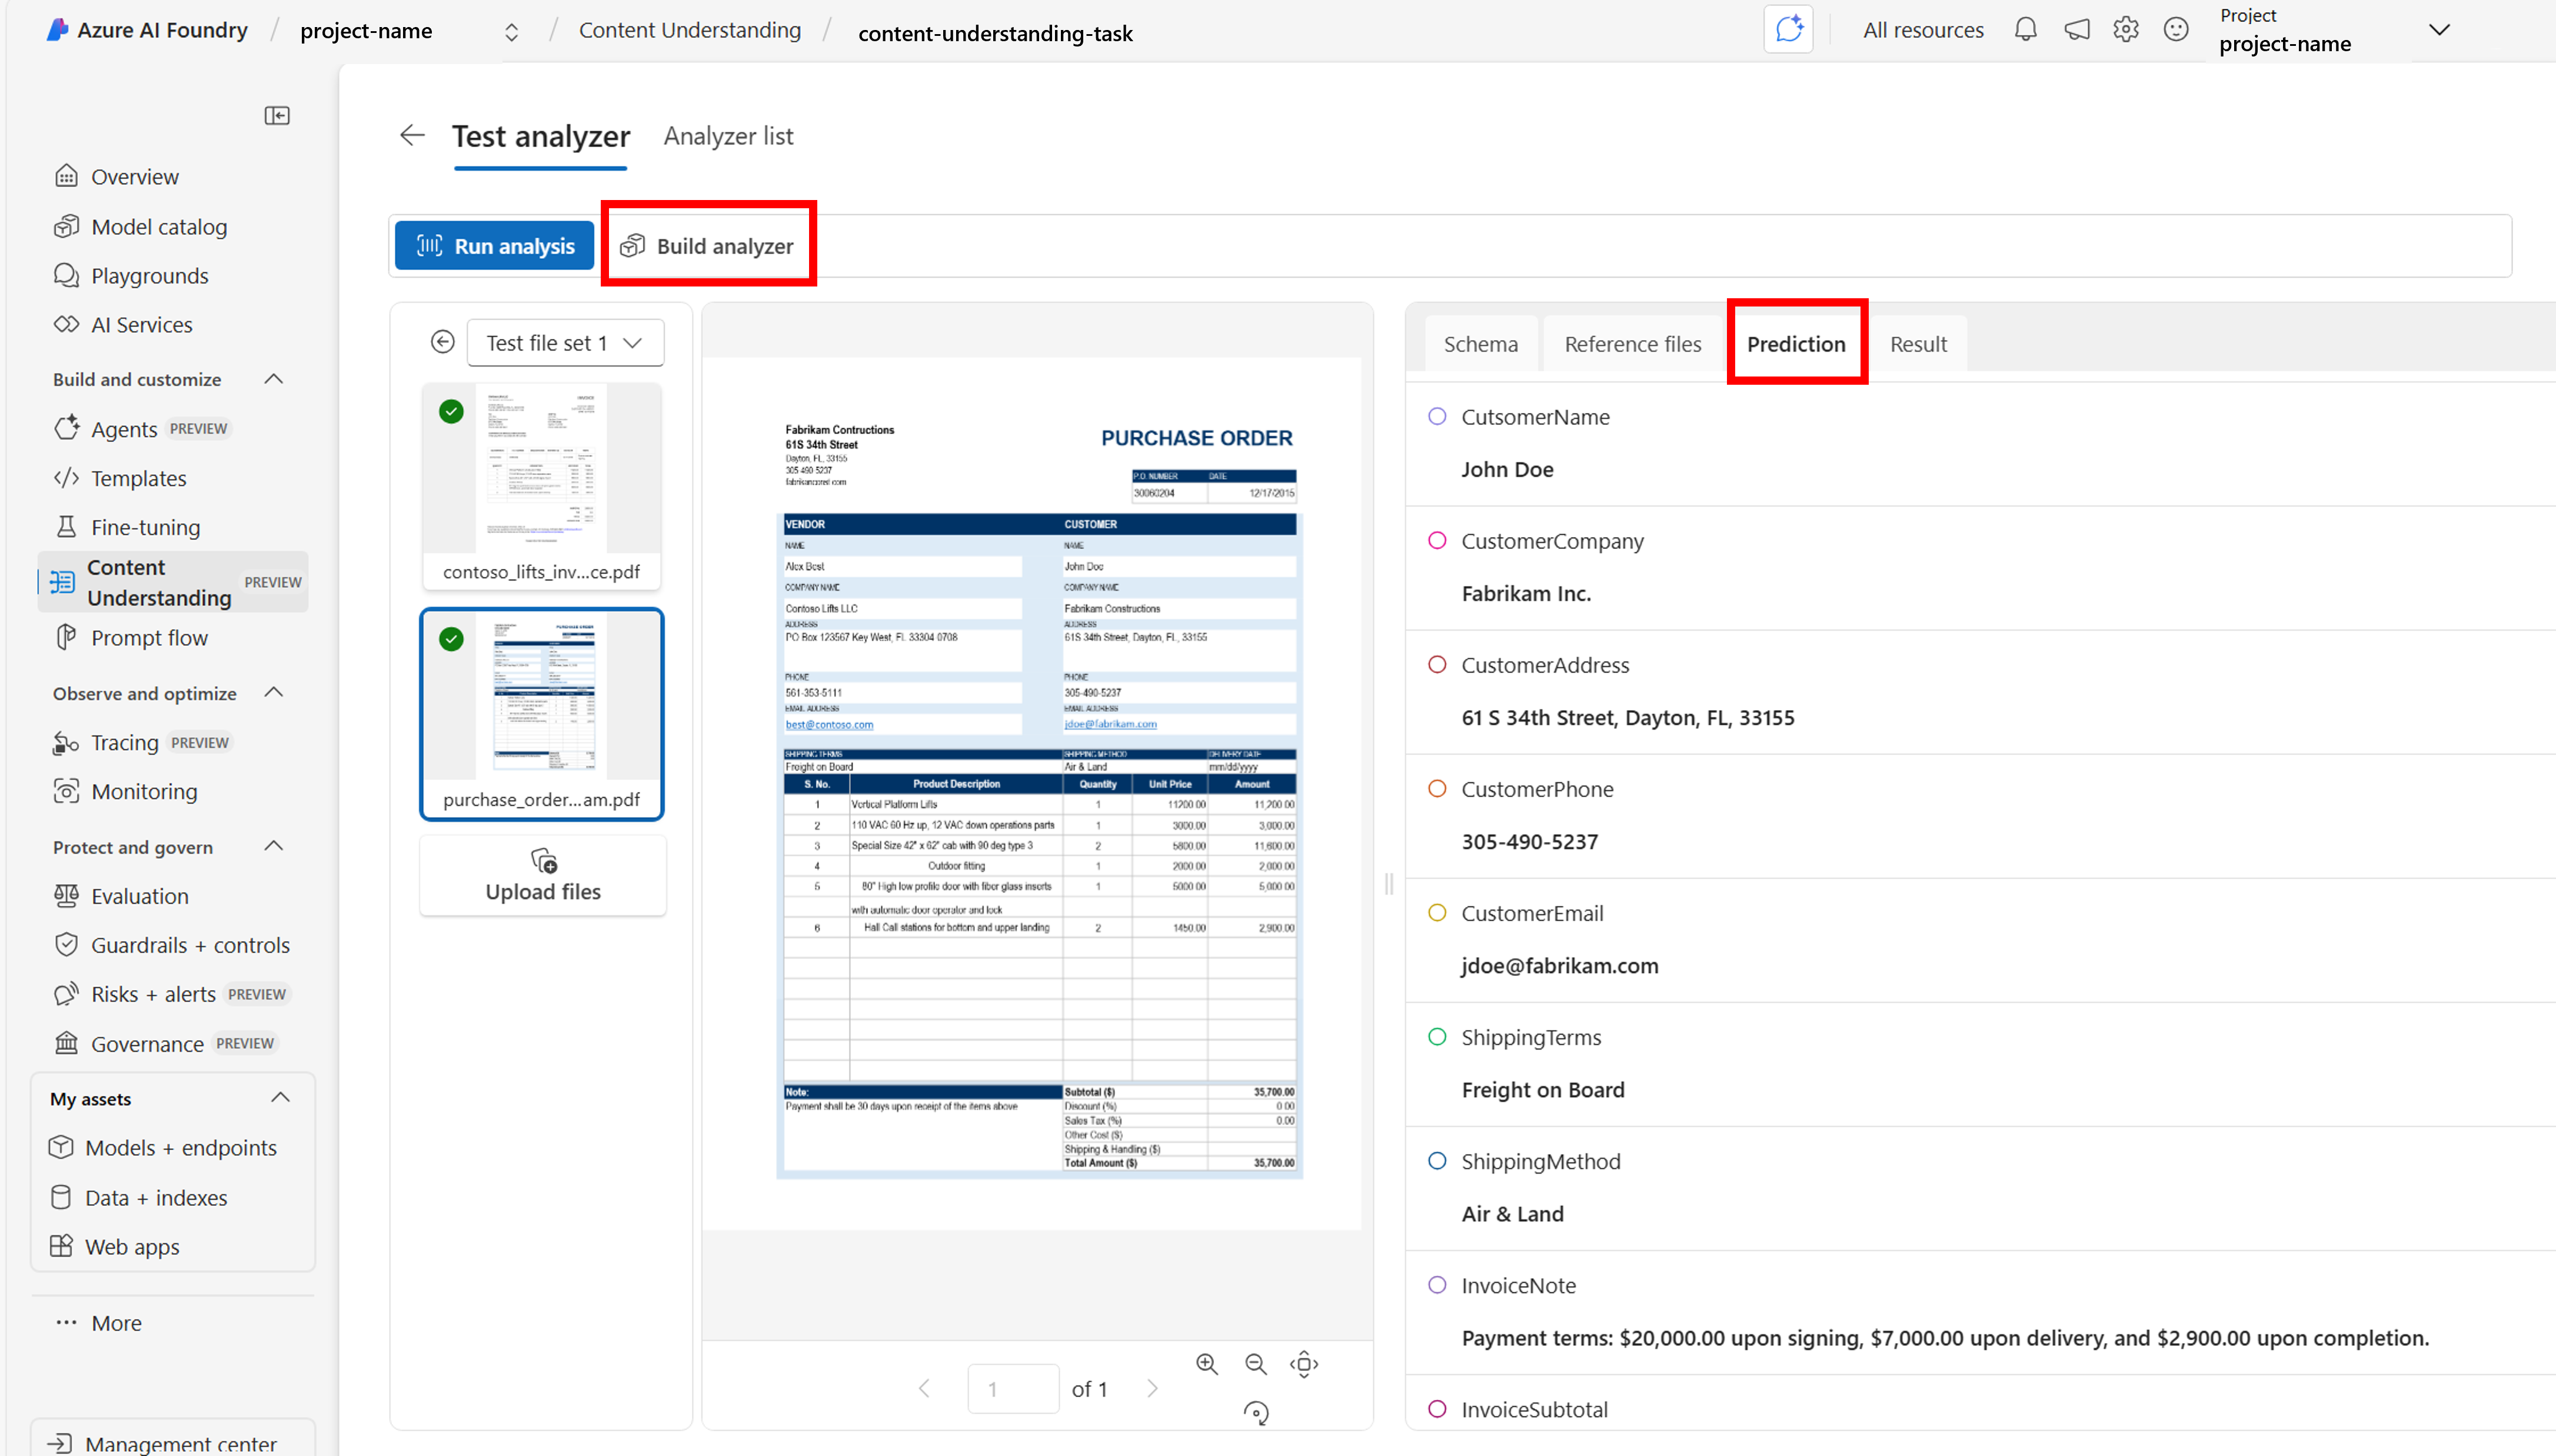 Azure AI Foundry / project-name / Content Understanding / content-understanding-task
All resources
Project
project-name
Test analyzer
Analyzer list
Overview
Model catalog
Playgrounds
AI Services
Build and customize
Agents PREVIEW
Templates
Fine-tuning
Content
Understanding PREVIEW
Prompt flow
Observe and optimize
Tracing PREVIEW
Monitoring
Protect and govern
Evaluation
Guardrails + controls
Risks + alerts PREVIEW
Governance PREVIEW
My assets
Models + endpoints
Data + indexes
Web apps
More
Management center
Run analysis
Build analyzer
Test file set 1
INVOICE
contoso_lifts_inv...ce.pdf
PURCHASE ORDER
purchase_order...am.pdf
Upload files
Fabrikam Contructions
61S 34th Street
Dayton, FL, 33155
305 490 5237
PURCHASE ORDER
P.O. NUMBER DATE
30060204 12/17/2015
VENDOR CUSTOMER
NAME NAME
Alex Best John Doe
COMPANY NAME COMPANY NAME
Contoso Lifts LLC Fabrikam Constructions
ADDRESS ADDRESS
PO Box 123567 Key West, FL 33304 0708 61S 34th Street, Dayton, FL, 33155
PHONE PHONE
561-353-5111 305-490-5237
EMAIL ADDRESS EMAIL ADDRESS
best@contoso.com jdoe@fabrikam.com
SHIPPING TERMS SHIPPING METHOD DELIVERY DATE
Freight on Board Air & Land mm/dd/yyyy
S. No. Product Description Quantity Unit Price Amount
1 Vertical Platform Lifts 1 11200.00 11,200.00
2 110 VAC 60 Hz up, 12 VAC down operations parts 1 3000.00 3,000.00
3 Special Size 42" x 62" cab with 90 deg type 3 2 5800.00 11,600.00
4 Outdoor fitting 1 2000.00 2,000.00
5 80" High low profile door with fiber glass inserts 1 5000.00 5,000.00
with automatic door operator and lock
6 Hall Call stations for bottom and upper landing 2 1450.00 2,900.00
Note: Subtotal ($) 35,700.00
Payment shall be 30 days upon receipt of the items above Discount (%) 0.00
Sales Tax (%) 0.00
Other Cost ($)
Shipping & Handling ($)
Total Amount ($) 35,700.00
1 of 1
Schema
Reference files
Prediction
Result
CutsomerName
John Doe
CustomerCompany
Fabrikam Inc.
CustomerAddress
61 S 34th Street, Dayton, FL, 33155
CustomerPhone
305-490-5237
CustomerEmail
jdoe@fabrikam.com
ShippingTerms
Freight on Board
ShippingMethod
Air & Land
InvoiceNote
Payment terms: $20,000.00 upon signing, $7,000.00 upon delivery, and $2,900.00 upon completion.
InvoiceSubtotal